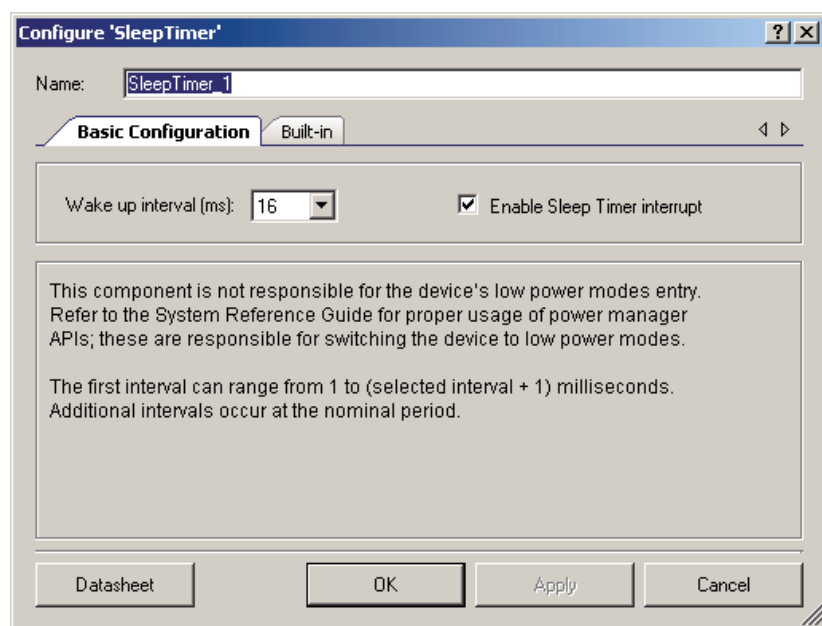 Configure 'SleepTimer'
Name: SleepTimer_1
Basic Configuration Built-in
Wake up interval (ms): 16 Enable Sleep Timer interrupt
This component is not responsible for the device's low power modes entry.
Refer to the System Reference Guide for proper usage of power manager
APIs; these are responsible for switching the device to low power modes.
The first interval can range from 1 to (selected interval + 1) milliseconds.
Additional intervals occur at the nominal period.
Datasheet OK Apply Cancel